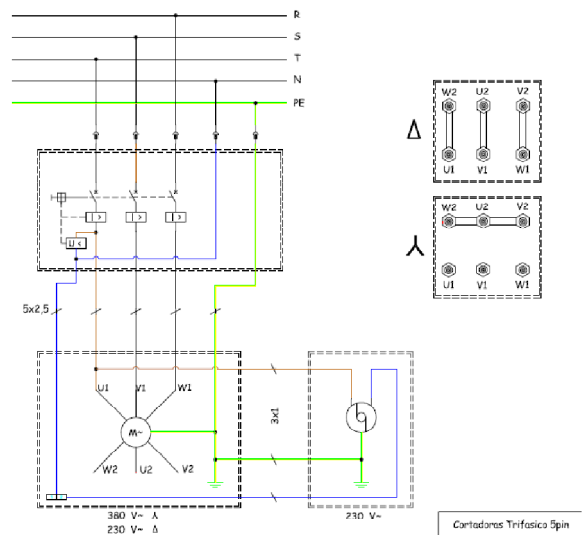 R
S
T
N
PE
W2 U2 V2
Δ
U1 V1 W1
W2 U2 V2
U1 V1 W1
I> I> I>
U<
5x2,5
U1 V1 W1
M~
3x1
W2 U2 V2
380 V~ ⅄
230 V~ Δ
230 V~
Cortadoras Trifasico 5pin